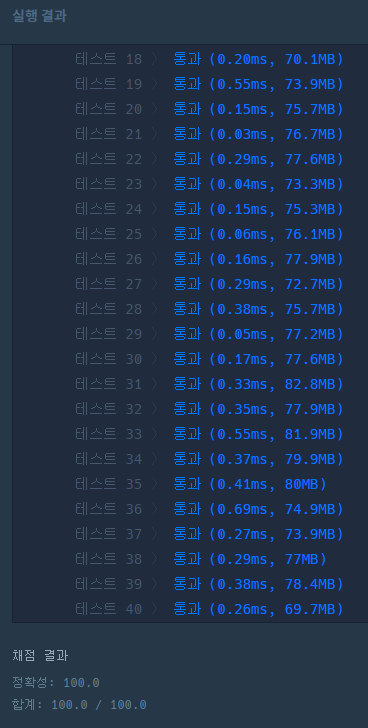 실행 결과
테스트 18 〉 통과 (0.20ms, 70.1MB)
테스트 19 〉 통과 (0.55ms, 73.9MB)
테스트 20 〉 통과 (0.15ms, 75.7MB)
테스트 21 〉 통과 (0.03ms, 76.7MB)
테스트 22 〉 통과 (0.29ms, 77.6MB)
테스트 23 〉 통과 (0.04ms, 73.3MB)
테스트 24 〉 통과 (0.15ms, 75.3MB)
테스트 25 〉 통과 (0.06ms, 76.1MB)
테스트 26 〉 통과 (0.16ms, 77.9MB)
테스트 27 〉 통과 (0.29ms, 72.7MB)
테스트 28 〉 통과 (0.38ms, 75.7MB)
테스트 29 〉 통과 (0.05ms, 77.2MB)
테스트 30 〉 통과 (0.17ms, 77.6MB)
테스트 31 〉 통과 (0.33ms, 82.8MB)
테스트 32 〉 통과 (0.35ms, 77.9MB)
테스트 33 〉 통과 (0.55ms, 81.9MB)
테스트 34 〉 통과 (0.37ms, 79.9MB)
테스트 35 〉 통과 (0.41ms, 80MB)
테스트 36 〉 통과 (0.69ms, 74.9MB)
테스트 37 〉 통과 (0.27ms, 73.9MB)
테스트 38 〉 통과 (0.29ms, 77MB)
테스트 39 〉 통과 (0.38ms, 78.4MB)
테스트 40 〉 통과 (0.26ms, 69.7MB)
채점 결과
정확성: 100.0
합계: 100.0 / 100.0